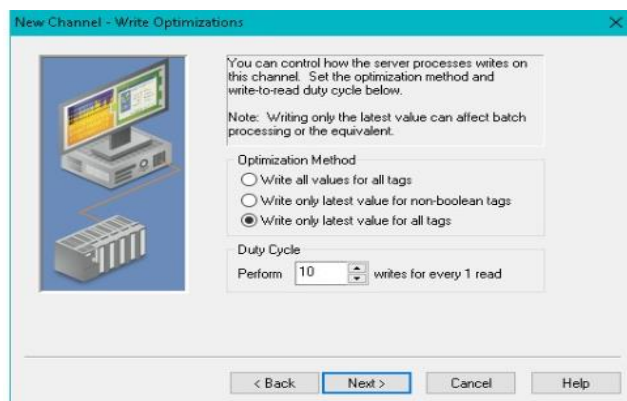 New Channel - Write Optimizations
You can control how the server processes writes on
this channel. Set the optimization method and
write-to-read duty cycle below.
Note: Writing only the latest value can affect batch
processing or the equivalent.
Optimization Method
Write all values for all tags
Write only latest value for non-boolean tags
Write only latest value for all tags
Duty Cycle
Perform 10 writes for every 1 read
< Back Next > Cancel Help